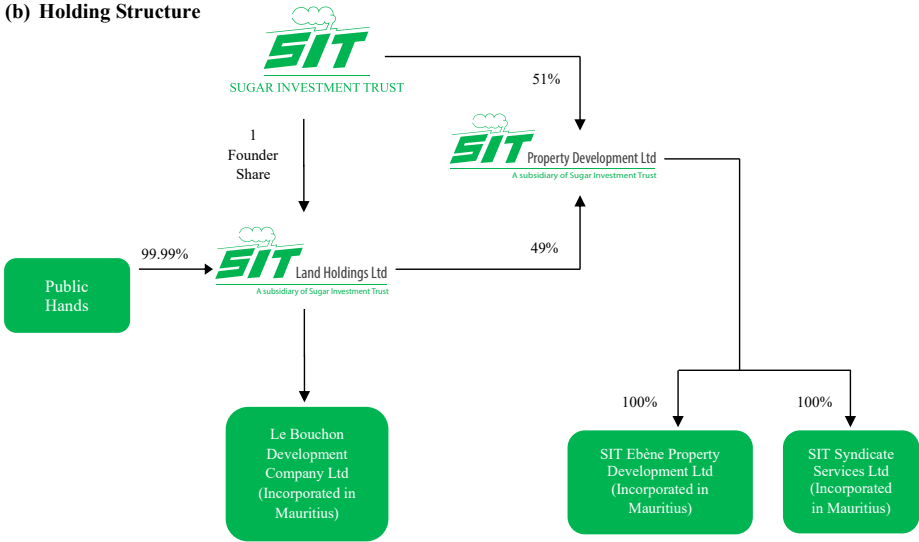 (b) Holding Structure
SIT
SUGAR INVESTMENT TRUST
51%
1
Founder
Share
SIT Property Development Ltd
A subsidiary of Sugar Investment Trust
99.99%
SIT Land Holdings Ltd
A subsidiary of Sugar Investment Trust
49%
Public
Hands
Le Bouchon
Development
Company Ltd
(Incorporated in
Mauritius)
100%
SIT Ebène Property
Development Ltd
(Incorporated in
Mauritius)
100%
SIT Syndicate
Services Ltd
(Incorporated
in Mauritius)